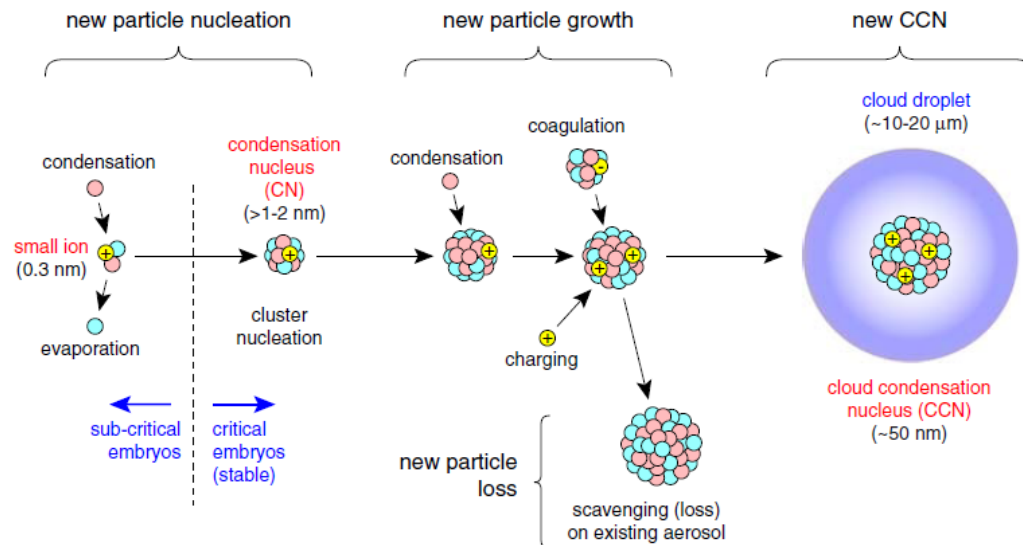 new particle nucleation
new particle growth
new CCN
condensation
small ion
(0.3 nm)
+
evaporation
sub-critical
embryos
critical
embryos
(stable)
condensation
nucleus
(CN)
(>1-2 nm)
+
cluster
nucleation
condensation
+
coagulation
-
+
+
+
charging
new particle
loss
scavenging (loss)
on existing aerosol
cloud droplet
(~10-20 μm)
+
+
+
cloud condensation
nucleus (CCN)
(~50 nm)